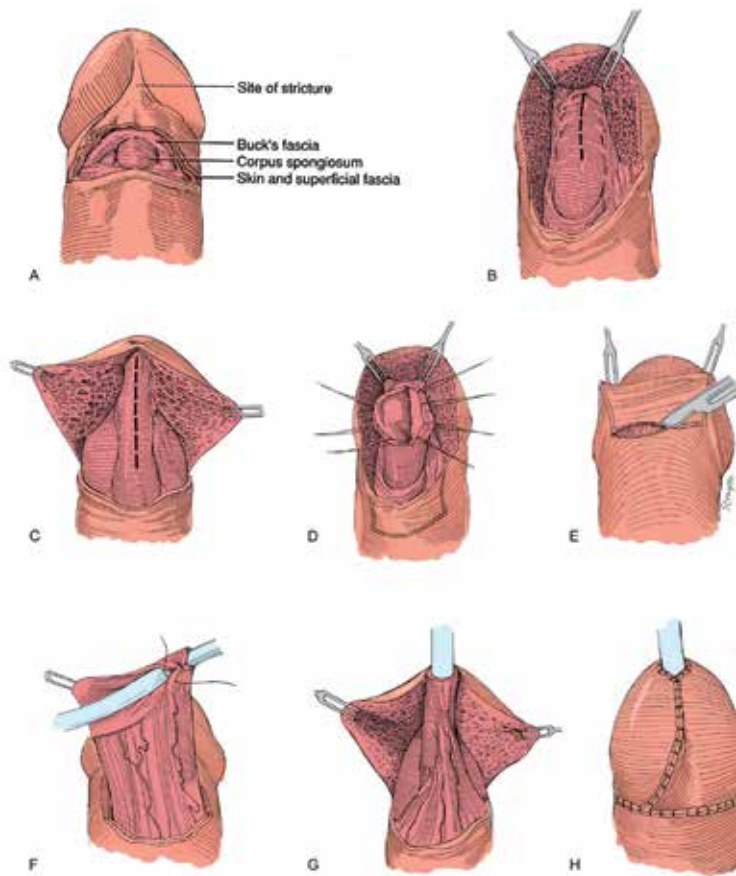 Site of stricture
Buck's fascia
Corpus spongiosum
Skin and superficial fascia
A
B
C
D
E
F
G
H